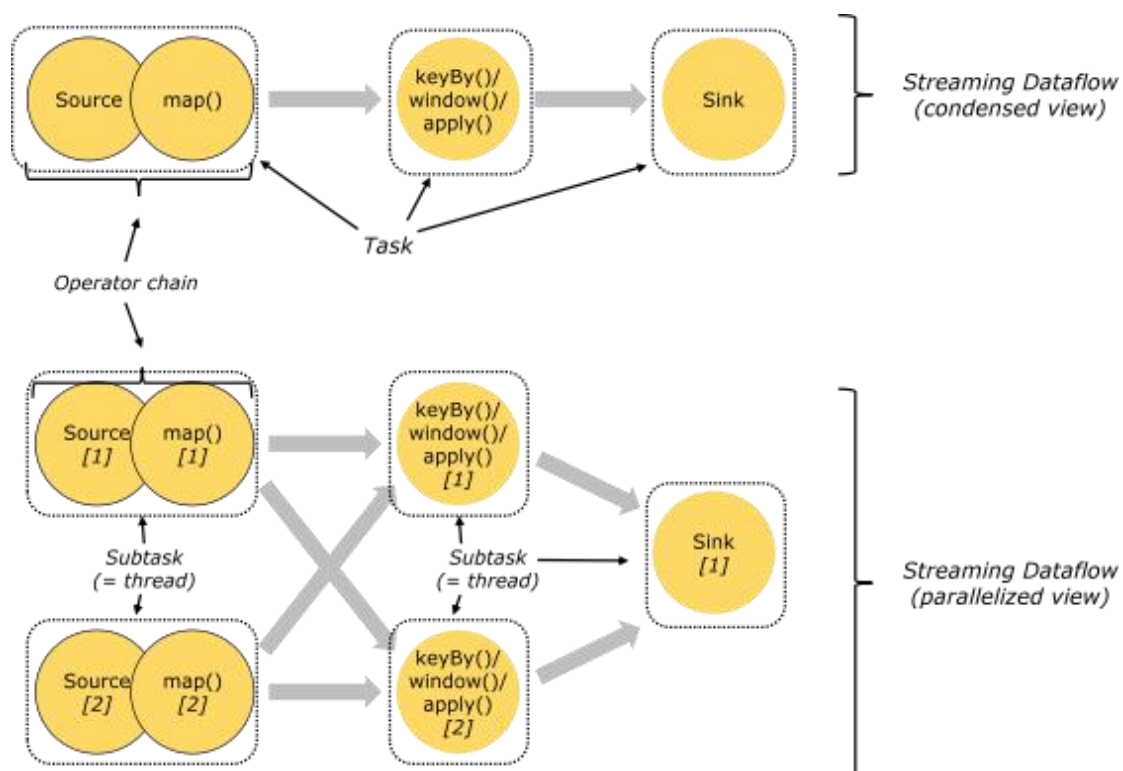 Source
map()
keyBy()/
window()/
apply()
Sink
Streaming Dataflow
(condensed view)
Task
Operator chain
Source
[1]
map()
[1]
keyBy()/
window()/
apply()
[1]
Subtask
(= thread)
Subtask
(= thread)
Sink
[1]
Streaming Dataflow
(parallelized view)
Source
[2]
map()
[2]
keyBy()/
window()/
apply()
[2]